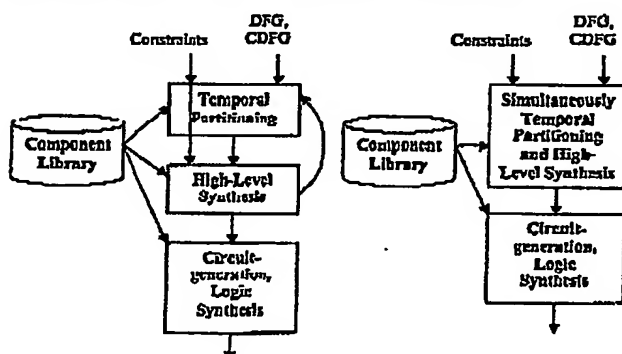 Constraints
DFG,
CDFG
Temporal
Partitioning
Component
Library
High-Level
Synthesis
Circuit-
generation,
Logic
Synthesis
Constraints
DFG,
CDFG
Simultaneously
Temporal
Partitioning
and High-
Level Synthesis
Component
Library
Circuit-
generation,
Logic
Synthesis